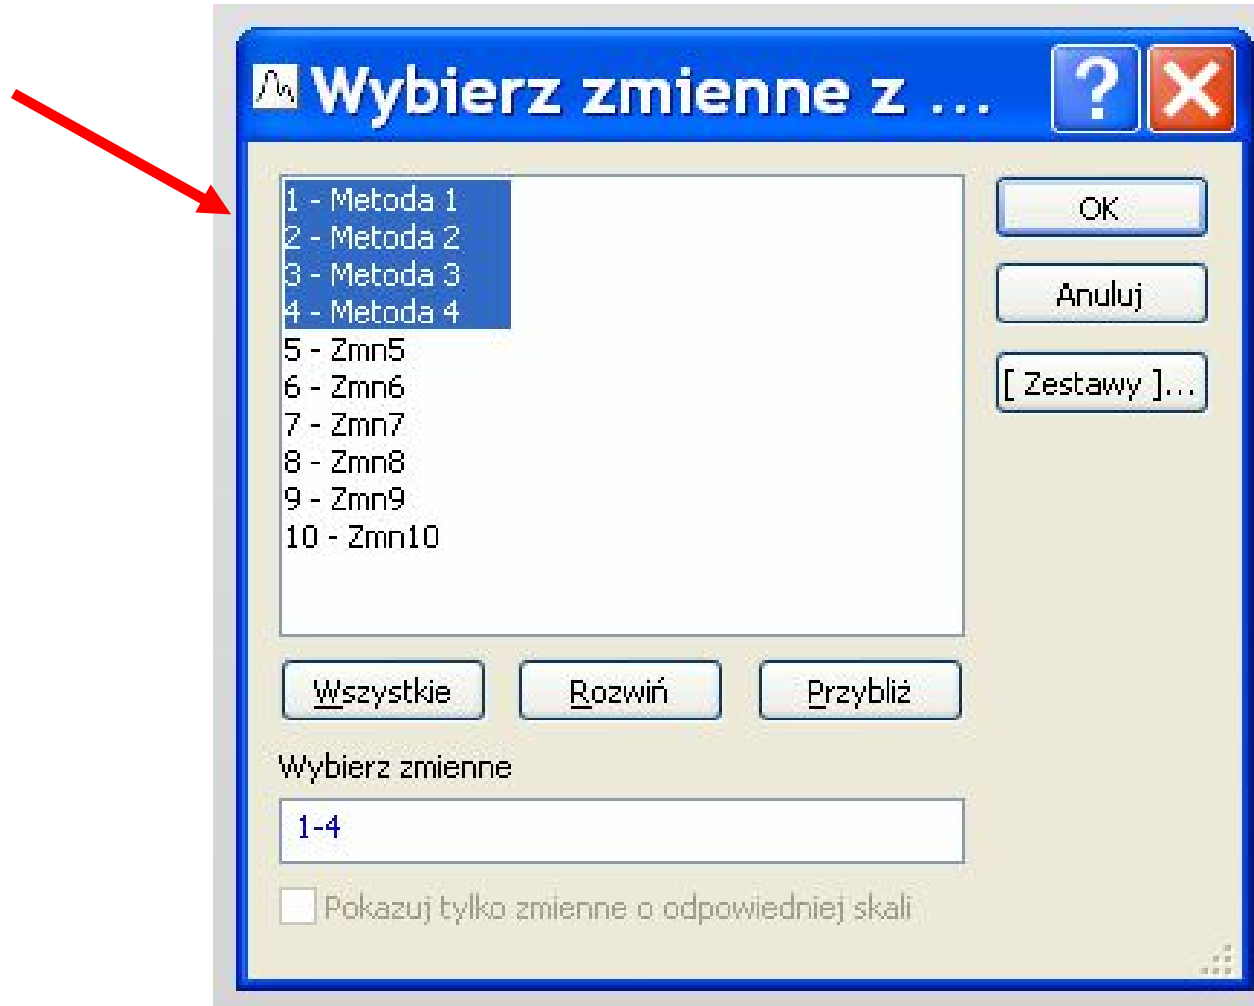 Wybierz zmienne z ...
1 - Metoda 1
2 - Metoda 2
3 - Metoda 3
4 - Metoda 4
5 - Zmn5
6 - Zmn6
7 - Zmn7
8 - Zmn8
9 - Zmn9
10 - Zmn10
OK
Anuluj
[ Zestawy ]...
Wszystkie
Rozwiń
Przybliż
Wybierz zmienne
1-4
Pokazuj tylko zmienne o odpowiedniej skali